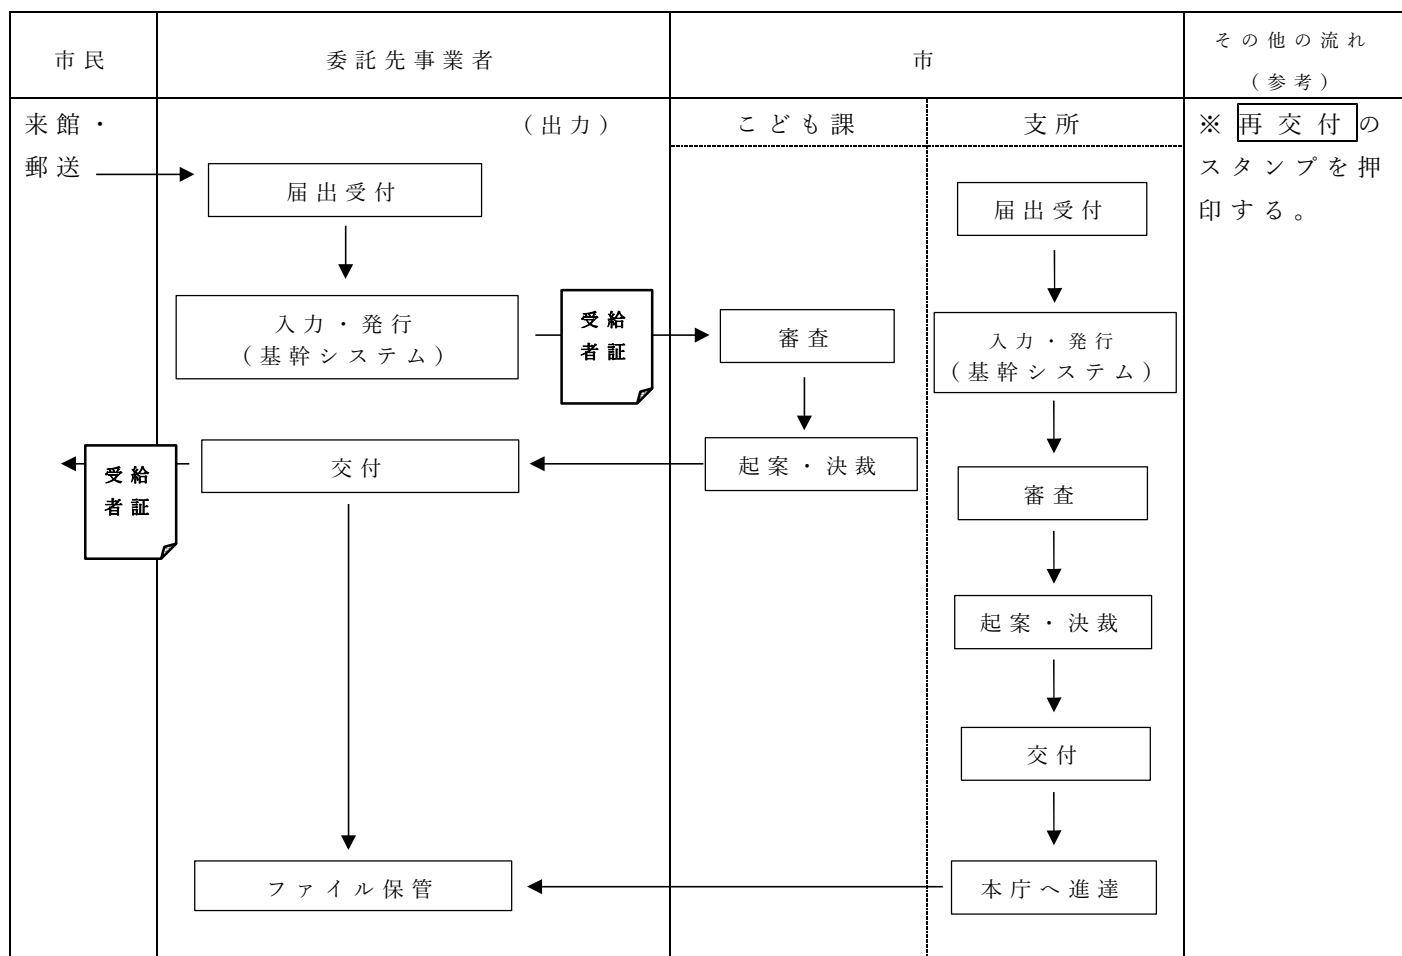 市民
委託先事業者
市
その他の流れ
(参考)
来館・
郵送
(出力)
こども課
支所
※再交付の
スタンプを押
印する。
届出受付
届出受付
入力・発行
(基幹システム)
受給
者証
審査
入力・発行
(基幹システム)
受給
者証
交付
起案・決裁
審査
起案・決裁
交付
ファイル保管
本庁へ進達